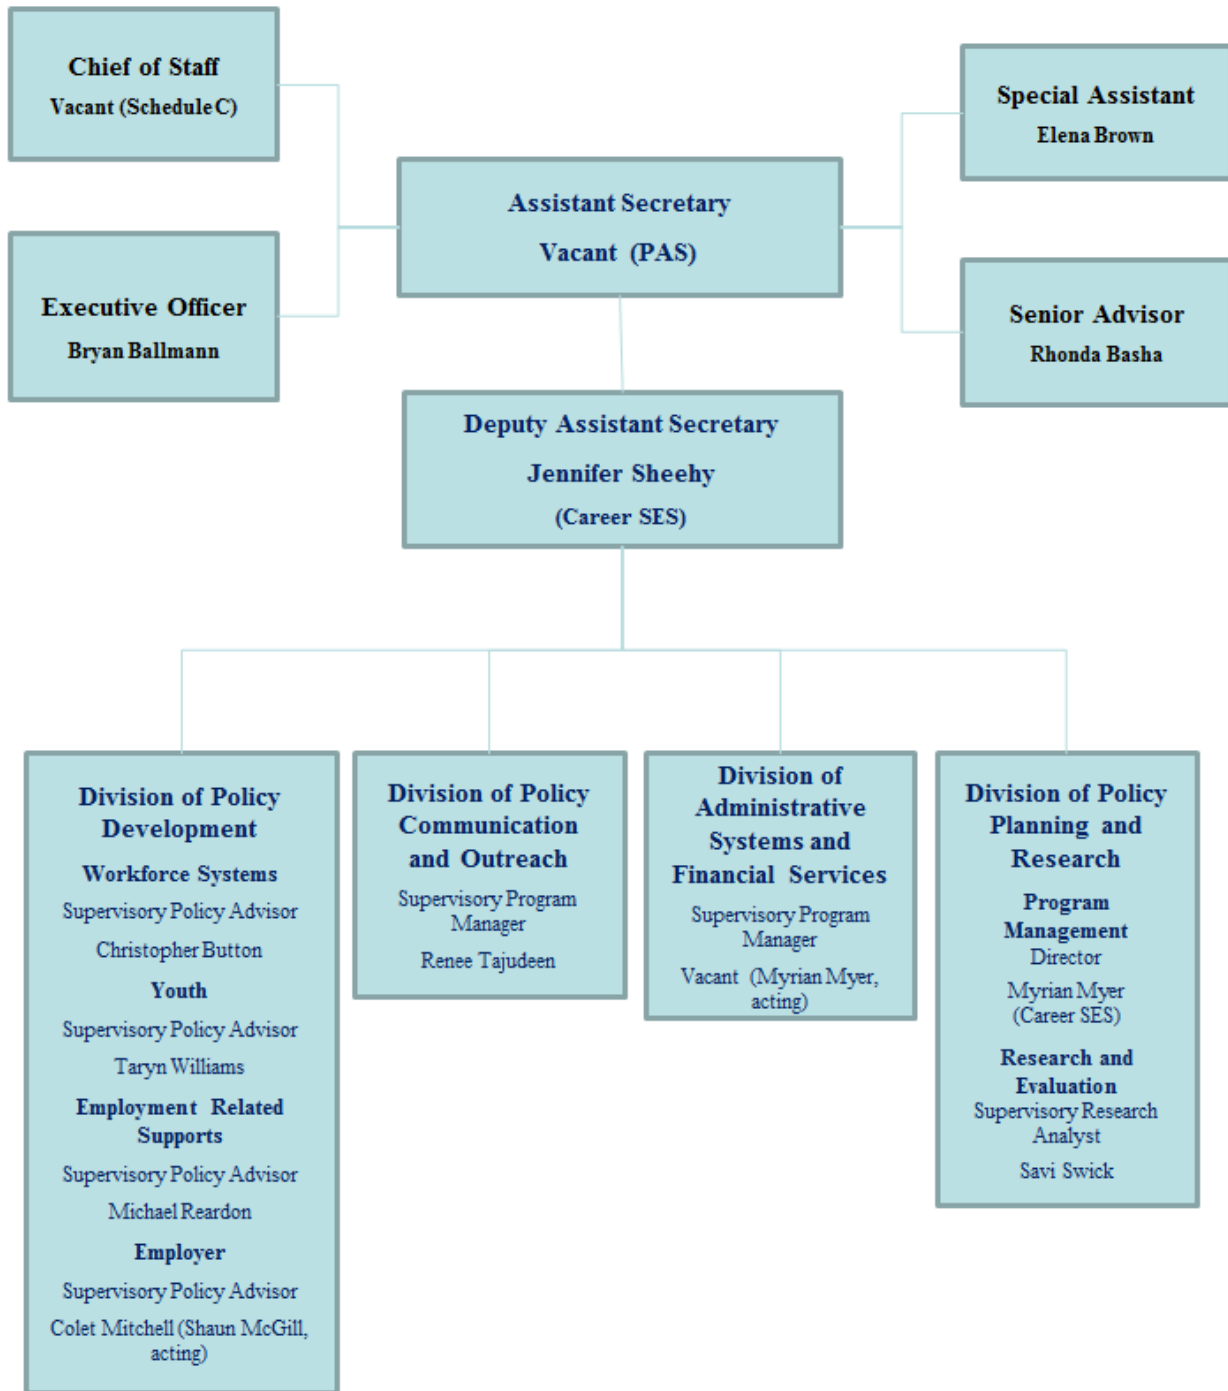 Chief of Staff
Vacant (Schedule C)
Special Assistant
Elena Brown
Assistant Secretary
Vacant (PAS)
Executive Officer
Bryan Ballmann
Senior Advisor
Rhonda Basha
Deputy Assistant Secretary
Jennifer Sheehy
(Career SES)
Division of Policy
Development
Workforce Systems
Supervisory Policy Advisor
Christopher Button
Youth
Supervisory Policy Advisor
Taryn Williams
Employment Related
Supports
Supervisory Policy Advisor
Michael Reardon
Employer
Supervisory Policy Advisor
Colet Mitchell (Shaun McGill,
acting)
Division of Policy
Communication
and Outreach
Supervisory Program
Manager
Renee Tajudeen
Division of
Administrative
Systems and
Financial Services
Supervisory Program
Manager
Vacant (Myrian Myer,
acting)
Division of Policy
Planning and
Research
Program
Management
Director
Myrian Myer
(Career SES)
Research and
Evaluation
Supervisory Research
Analyst
Savi Swick